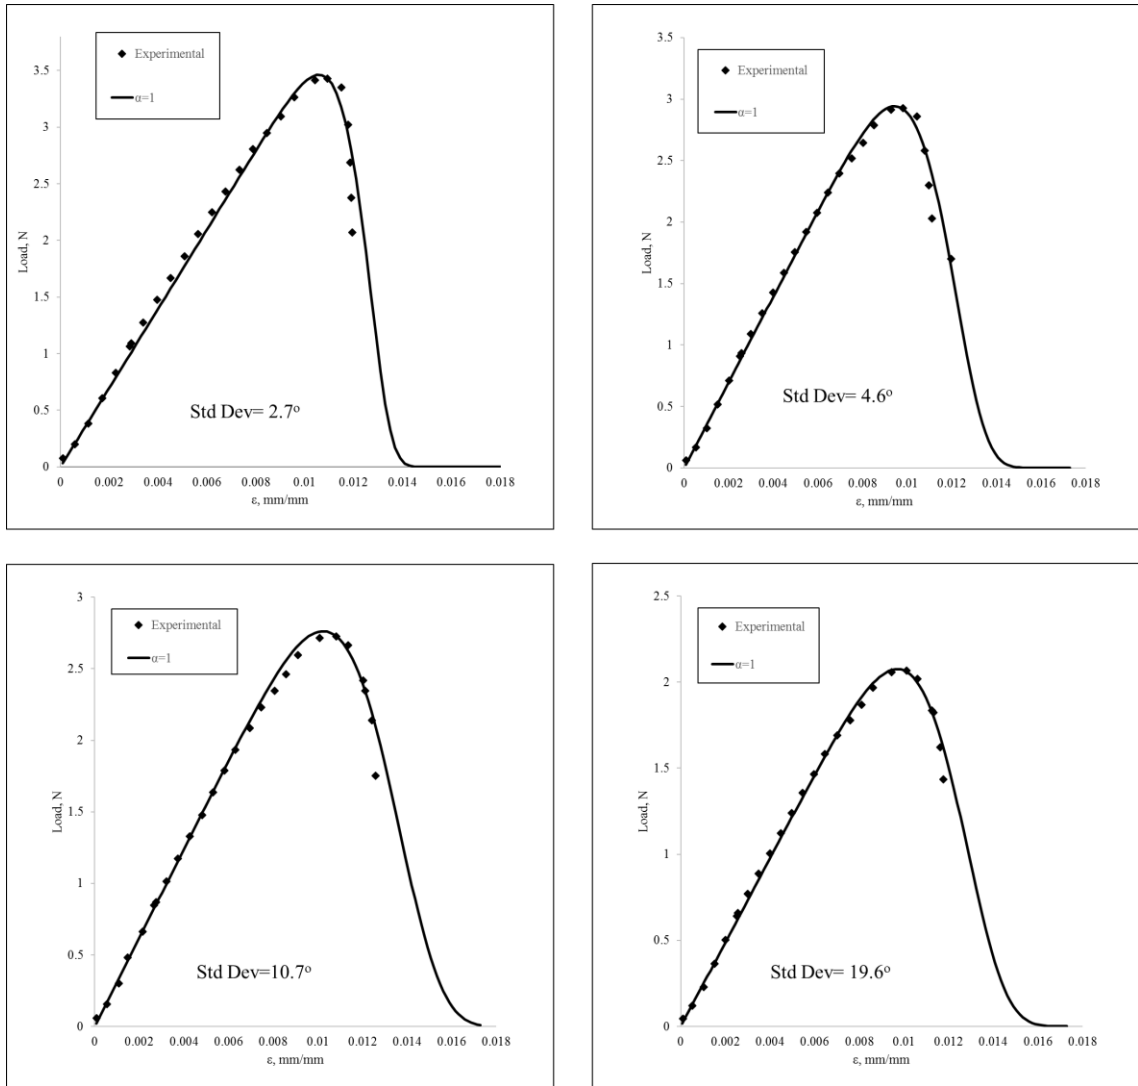 3.5
3
2.5
2
1.5
1
0.5
0
Load, N
Experimental
α=1
Std Dev= 2.7º
0 0.002 0.004 0.006 0.008 0.01 0.012 0.014 0.016 0.018
ε, mm/mm
3.5
3
2.5
2
1.5
1
0.5
0
Load, N
Experimental
α=1
Std Dev= 4.6º
0 0.002 0.004 0.006 0.008 0.01 0.012 0.014 0.016 0.018
ε, mm/mm
3
2.5
2
1.5
1
0.5
0
Load, N
Experimental
α=1
Std Dev=10.7º
0 0.002 0.004 0.006 0.008 0.01 0.012 0.014 0.016 0.018
ε, mm/mm
2.5
2
1.5
1
0.5
0
Load, N
Experimental
α=1
Std Dev= 19.6º
0 0.002 0.004 0.006 0.008 0.01 0.012 0.014 0.016 0.018
ε, mm/mm